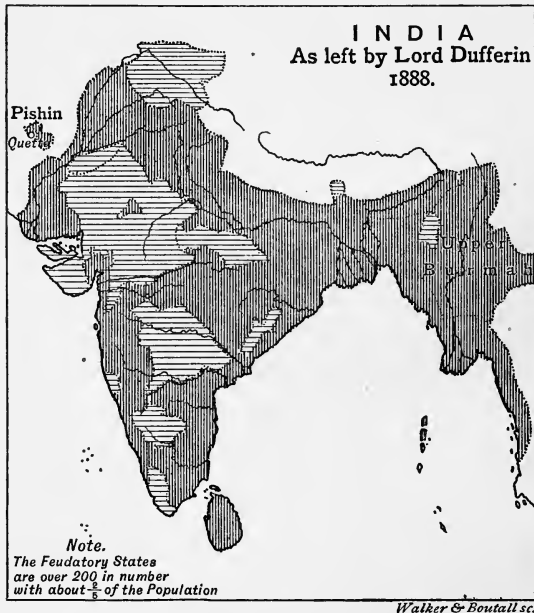 INDIA
As left by Lord Dufferin
1888.
Pishin
Quetta
Upper
Burmah
Note.
The Feudatory States
are over 200 in number
with about 2/5 of the Population
Walker & Boutall sc.